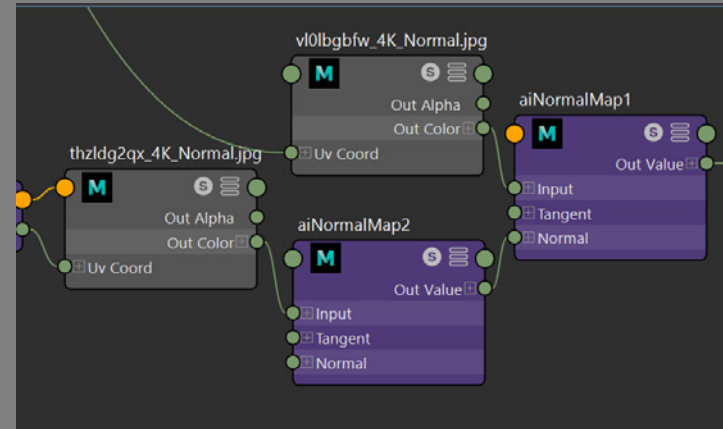 vl0lbgbfw_4K_Normal.jpg
M S
Out Alpha
Out Color
Uv Coord
aiNormalMap1
M S
Out Value
Input
Tangent
Normal
thzldg2qx_4K_Normal.jpg
M S
Out Alpha
Out Color
Uv Coord
aiNormalMap2
M S
Out Value
Input
Tangent
Normal